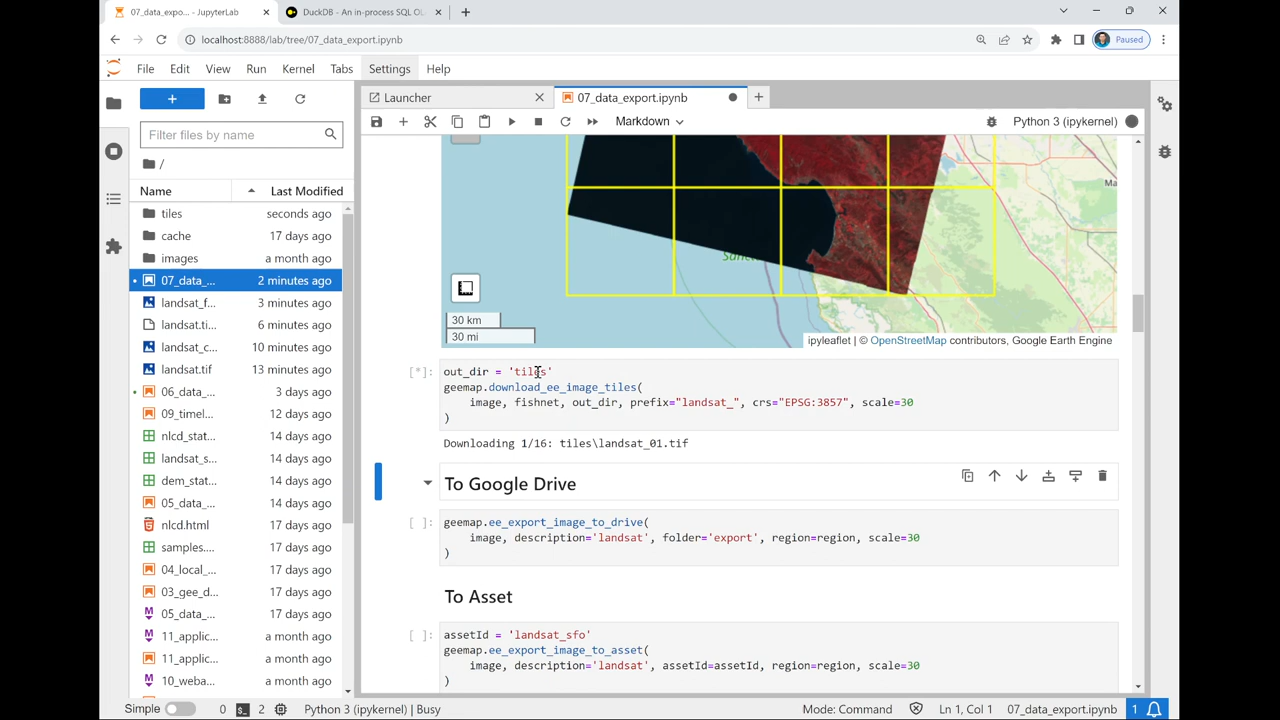 07_data_expo... - JupyterLab
DuckDB - An in-process SQL OL
localhost:8888/lab/tree/07_data_export.ipynb
Paused
File Edit View Run Kernel Tabs Settings Help
Launcher
07_data_export.ipynb
Filter files by name
Markdown
Python 3 (ipykernel)
/
Name Last Modified
tiles seconds ago
cache 17 days ago
images a month ago
07_data_... 2 minutes ago
landsat_f... 3 minutes ago
landsat.ti... 6 minutes ago
landsat_c... 10 minutes ago
landsat.tif 13 minutes ago
06_data_... 3 days ago
09_timel... 12 days ago
nlcd_stat... 14 days ago
landsat_s... 14 days ago
dem_stat... 14 days ago
05_data_... 14 days ago
nlcd.html 17 days ago
samples.... 17 days ago
04_local_... 17 days ago
03_gee_d... 17 days ago
05_data_... 17 days ago
11_applic... a month ago
11_applic... a month ago
10_weba... a month ago
Ma
30 km
30 mi
ipyleaflet | © OpenStreetMap contributors, Google Earth Engine
[*]: out_dir = 'tiles'
geemap.download_ee_image_tiles(
image, fishnet, out_dir, prefix="landsat_", crs="EPSG:3857", scale=30
)
Downloading 1/16: tiles\landsat_01.tif
To Google Drive
[ ]: geemap.ee_export_image_to_drive(
image, description='landsat', folder='export', region=region, scale=30
)
To Asset
[ ]: assetId = 'landsat_sfo'
geemap.ee_export_image_to_asset(
image, description='landsat', assetId=assetId, region=region, scale=30
)
Simple 0 2 Python 3 (ipykernel) | Busy
Mode: Command Ln 1, Col 1 07_data_export.ipynb 1